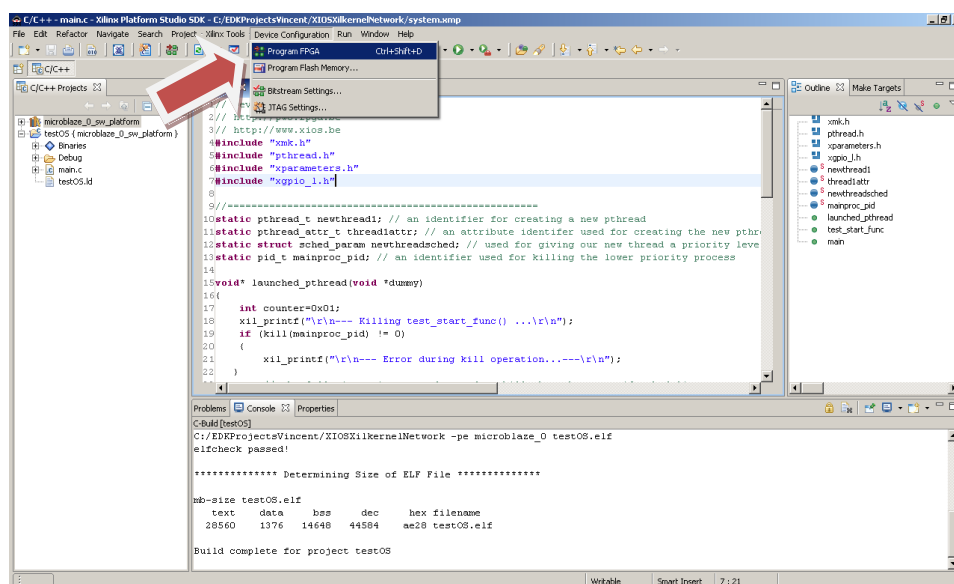 C/C++ - main.c - Xilinx Platform Studio SDK - C:/EDKProjectsVincent/XIOSXilkernelNetwork/system.xmp
File Edit Refactor Navigate Search Project Xilinx Tools Device Configuration Run Window Help
Program FPGA Ctrl+Shift+D
Program Flash Memory...
Bitstream Settings...
JTAG Settings...
C/C++
C/C++ Projects
microblaze_0_sw_platform
testOS { microblaze_0_sw_platform }
Binaries
Debug
main.c
testOS.ld
2//
3// http://www.xios.be
4#include "xmk.h"
5#include "pthread.h"
6#include "xparameters.h"
7#include "xgpio_l.h"
8
9//=====================================================
10static pthread_t newthread1; // an identifier for creating a new pthread
11static pthread_attr_t thread1attr; // an attribute identifer used for creating the new pthr
12static struct sched_param newthreadsched; // used for giving our new thread a priority leve
13static pid_t mainproc_pid; // an identifier used for killing the lower priority process
14
15void* launched_pthread(void *dummy)
16{
17 int counter=0x01;
18 xil_printf("\r\n--- Killing test_start_func() ...\r\n");
19 if (kill(mainproc_pid) != 0)
20 {
21 xil_printf("\r\n--- Error during kill operation...---\r\n");
22 }
Outline Make Targets
xmk.h
pthread.h
xparameters.h
xgpio_l.h
newthread1
thread1attr
newthreadsched
mainproc_pid
launched_pthread
test_start_func
main
Problems Console Properties
C-Build [testOS]
C:/EDKProjectsVincent/XIOSXilkernelNetwork -pe microblaze_0 testOS.elf
elfcheck passed!
************** Determining Size of ELF File **************
mb-size testOS.elf
text data bss dec hex filename
28560 1376 14648 44584 ae28 testOS.elf
Build complete for project testOS
Writable Smart Insert 7 : 21